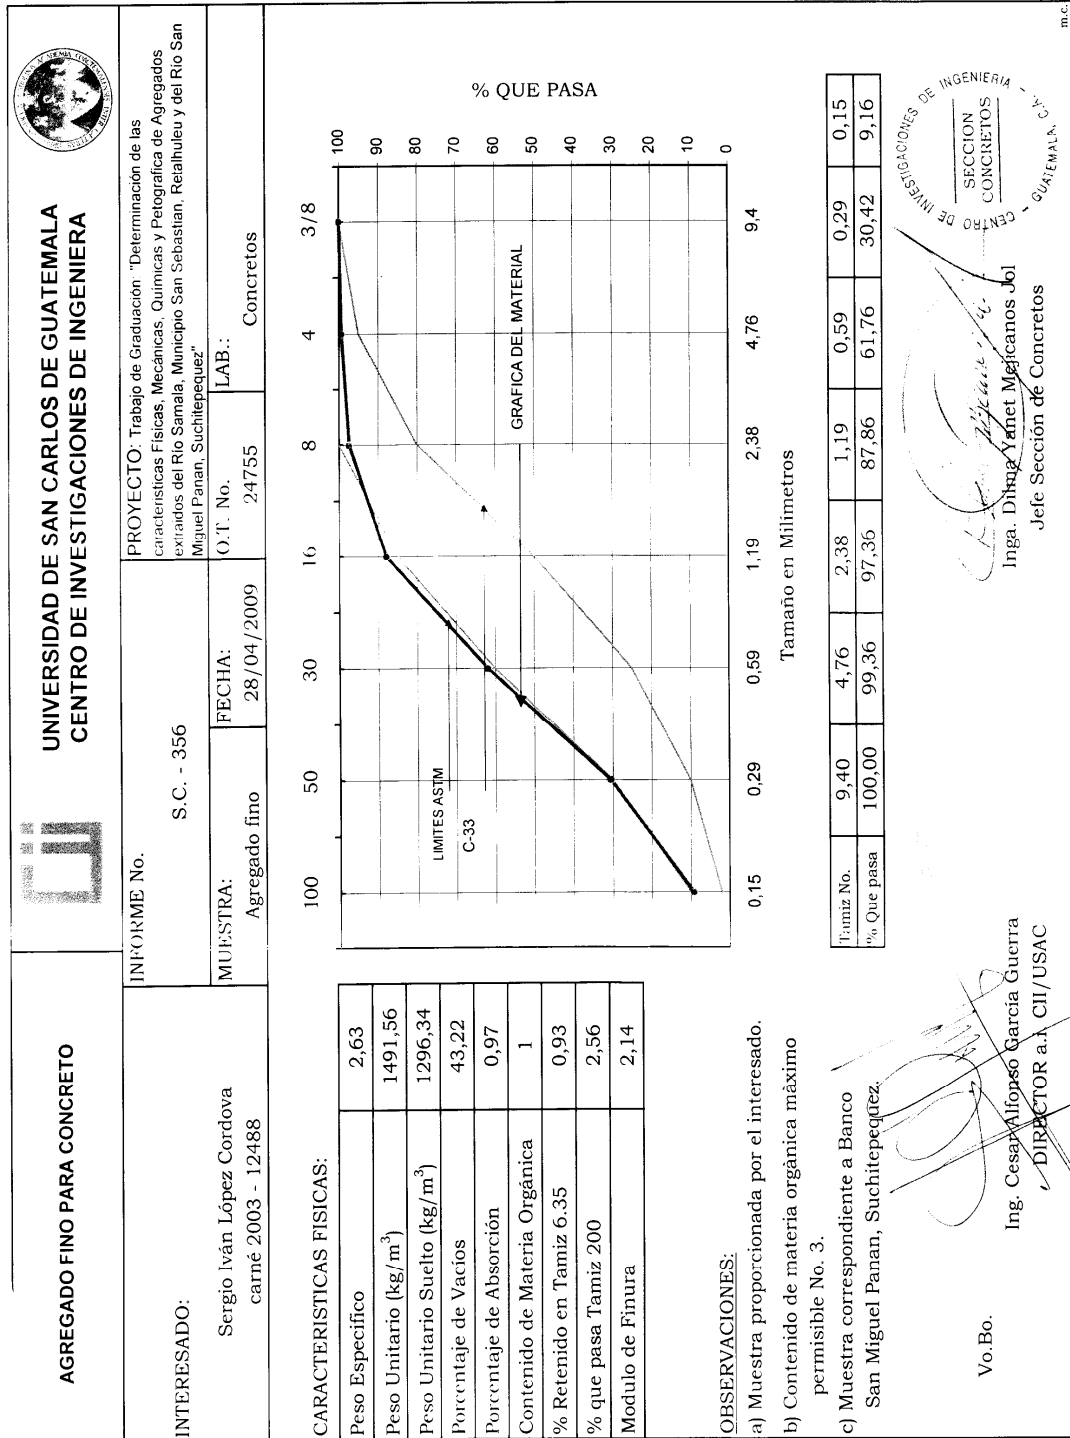 AGREGADO FINO PARA CONCRETO
UNIVERSIDAD DE SAN CARLOS DE GUATEMALA
CENTRO DE INVESTIGACIONES DE INGENIERA
INTERESADO:
Sergio Iván López Cordova
carné 2003 - 12488
INFORME No.
S.C. - 356
PROYECTO: Trabajo de Graduación: "Determinación de las
caracteristicas Físicas, Mecánicas, Quimicas y Petografica de Agregados
extraidos del Río Samala, Municipio San Sebastian, Retalhuleu y del Rio San
Miguel Panan, Suchitepequez"
MUESTRA:
Agregado fino
FECHA:
28/04/2009
O.T. No.
24755
LAB.:
Concretos
CARACTERISTICAS FISICAS:
Peso Especifico 2,63
Peso Unitario (kg/m³) 1491,56
Peso Unitario Suelto (kg/m³) 1296,34
Porcentaje de Vacios 43,22
Porcentaje de Absorción 0,97
Contenido de Materia Orgánica 1
% Retenido en Tamiz 6.35 0,93
% que pasa Tamiz 200 2,56
Modulo de Finura 2,14
100 50 30 16 8 4 3/8
100
90
80
70
60
50
40
30
20
10
0
% QUE PASA
LIMITES ASTM
C-33
GRAFICA DEL MATERIAL
0,15 0,29 0,59 1,19 2,38 4,76 9,4
Tamaño en Milimetros
Tamiz No. 9,40 4,76 2,38 1,19 0,59 0,29 0,15
% Que pasa 100,00 99,36 97,36 87,86 61,76 30,42 9,16
OBSERVACIONES:
a) Muestra proporcionada por el interesado.
b) Contenido de materia orgànica màximo
permisible No. 3.
c) Muestra correspondiente a Banco
San Miguel Panan, Suchitepequez.
Vo.Bo.
Ing. Cesar Alfonso García Guerra
DIRECTOR a.i. CII/USAC
Inga. Dilma Yanet Mejicanos Jol
Jefe Sección de Concretos
CENTRO DE INVESTIGACIONES DE INGENIERIA - GUATEMALA, C.A. -
SECCION
CONCRETOS
m.c.